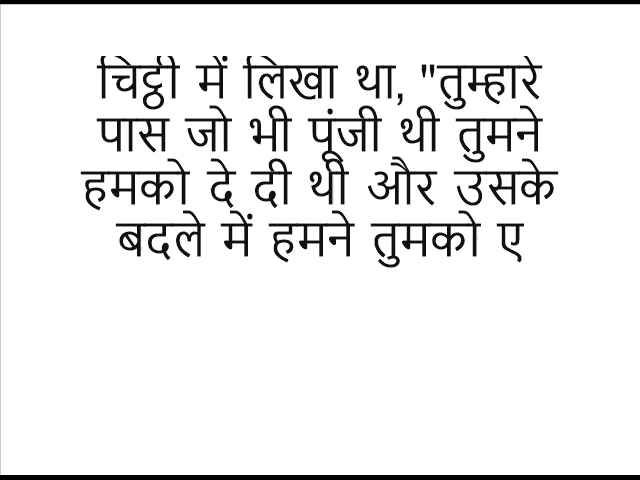 चिट्ठी में लिखा था, "तुम्हारे
पास जो भी पूंजी थी तुमने
हमको दे दी थी और उसके
बदले में हमने तुमको ए